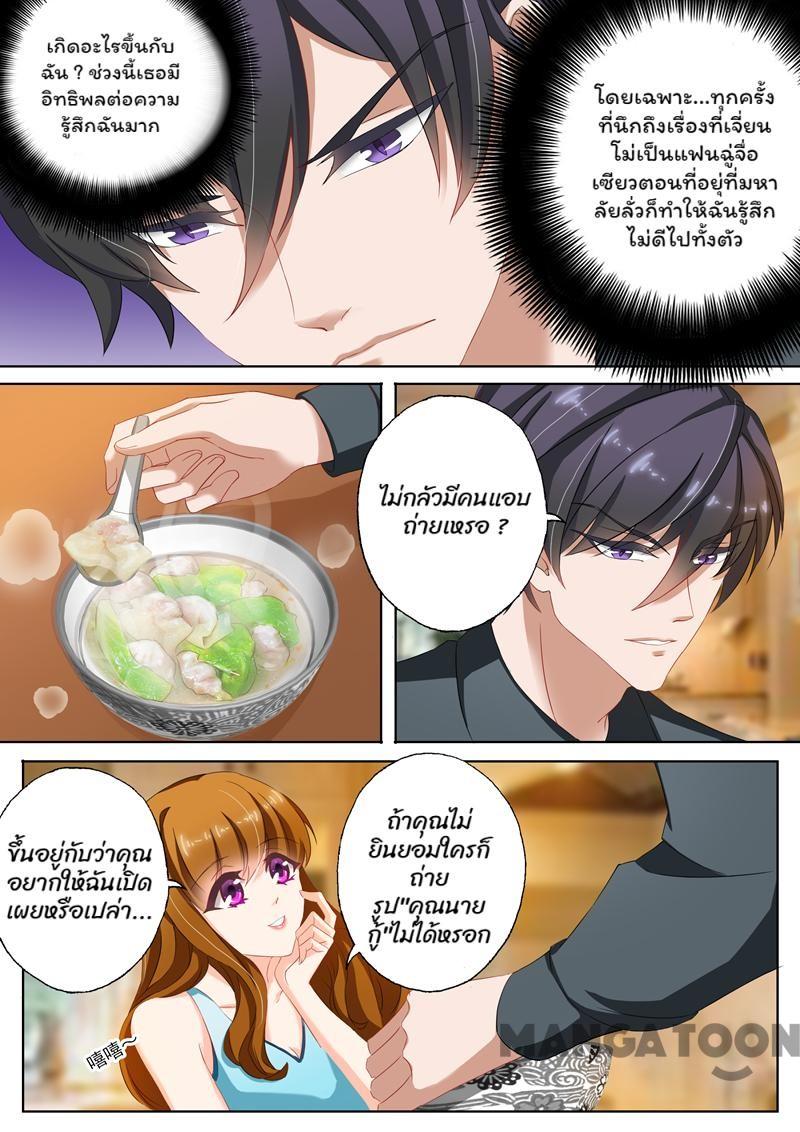 เกิดอะไรขึ้นกับ
ฉัน ? ช่วงนี้เธอมี
อิทธิพลต่อความ
รู้สึกฉันมาก
โดยเฉพาะ...ทุกครั้ง
ที่นึกถึงเรื่องที่เจี่ยน
โม่เป็นแฟนฉู่จื่อ
เซียวตอนที่อยู่ที่มหา
ลัยลั่วก็ทำให้ฉันรู้สึก
ไม่ดีไปทั้งตัว
ไม่กลัวมีคนแอบ
ถ่ายเหรอ ?
ขึ้นอยู่กับว่าคุณ
อยากให้ฉันเปิด
เผยหรือเปล่า...
ถ้าคุณไม่
ยินยอมใครก็
ถ่าย
รูป"คุณนาย
กู้"ไม่ได้หรอก
嘻嘻~
MANGATOON